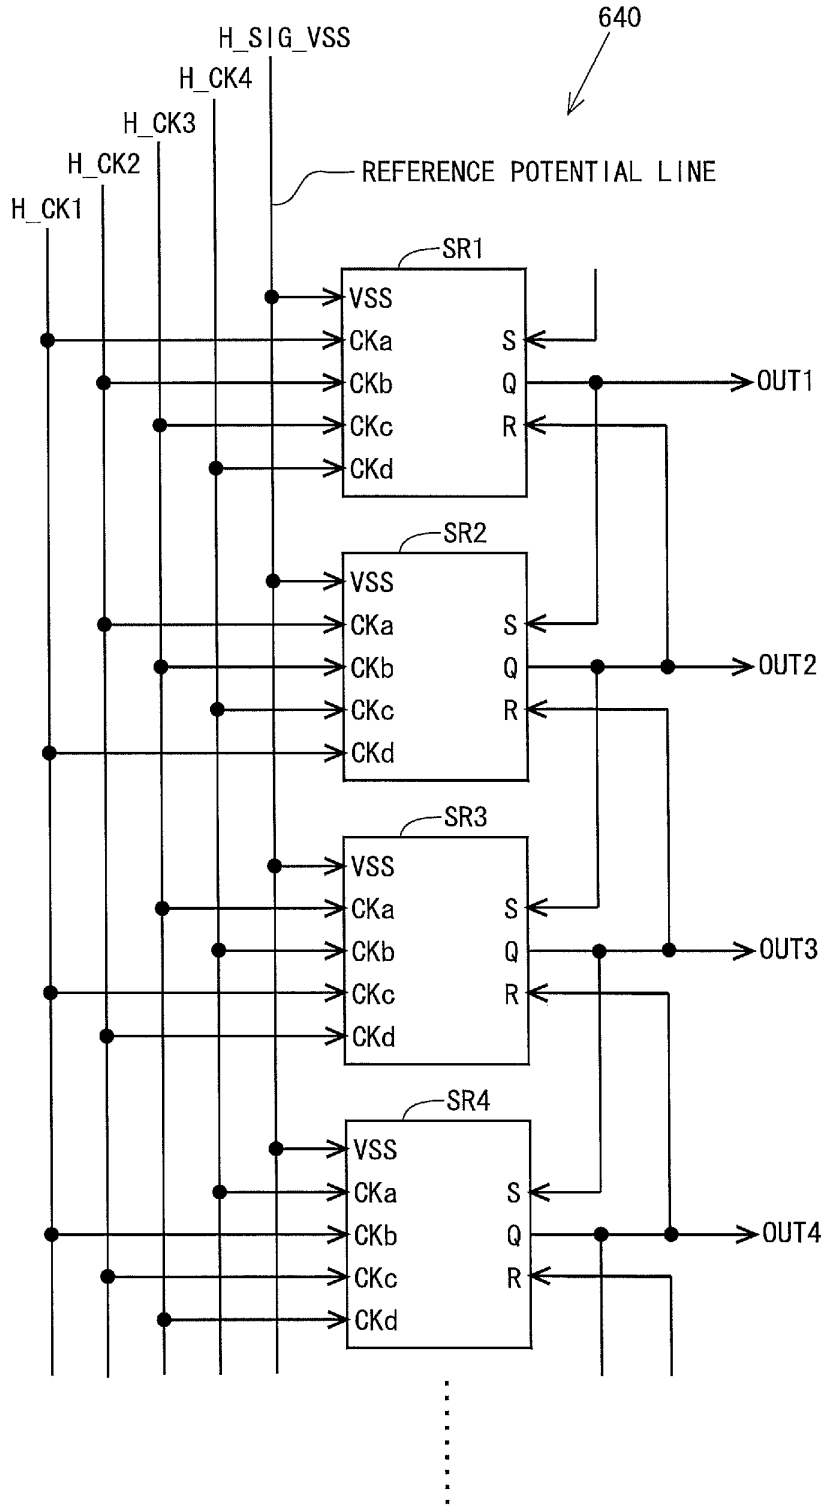 640
H_SIG_VSS
H_CK4
H_CK3
H_CK2
H_CK1
REFERENCE POTENTIAL LINE
SR1
VSS
CKa S
CKb Q OUT1
CKc R
CKd
SR2
VSS
CKa S
CKb Q OUT2
CKc R
CKd
SR3
VSS
CKa S
CKb Q OUT3
CKc R
CKd
SR4
VSS
CKa S
CKb Q OUT4
CKc R
CKd